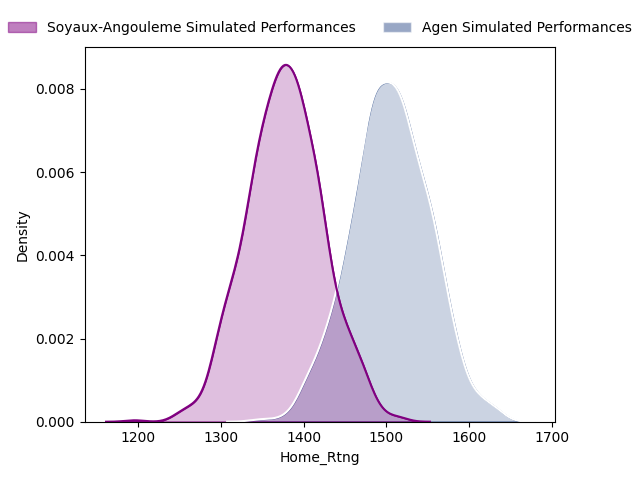 Soyaux-Angouleme Simulated Performances
Agen Simulated Performances
Density
0.008
0.006
0.004
0.002
0.000
1200 1300 1400 1500 1600 1700
Home_Rtng